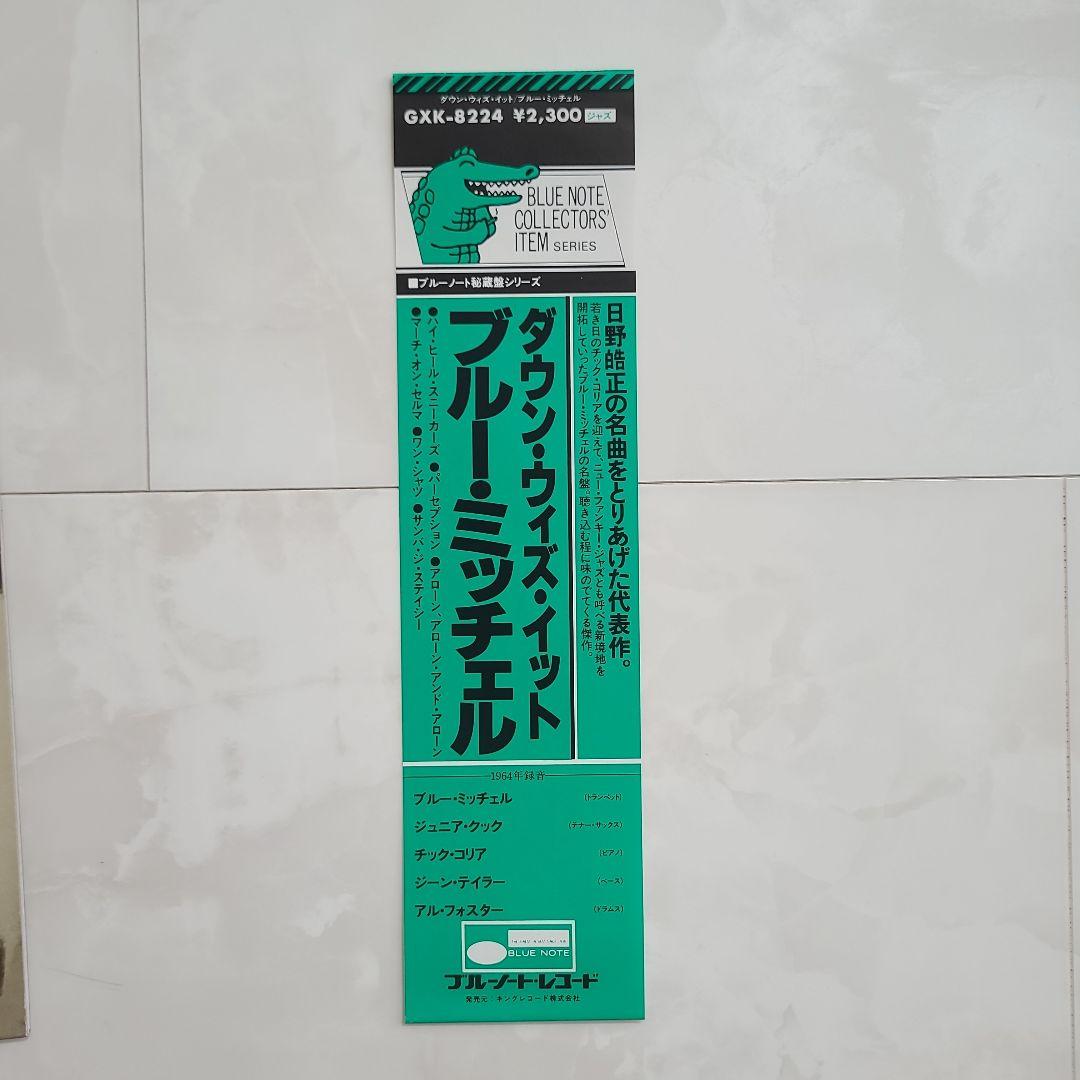 ダウン・ウィズ・イット/ブルー・ミッチェル
GXK-8224 ¥2,300 ジャズ
BLUE NOTE
COLLECTORS'
ITEM SERIES
■ブルーノート秘蔵盤シリーズ
日野皓正の名曲をとりあげた代表作。
若き日のチック・コリアを迎えて、ニュー・ファンキー・ジャズとも呼べる新境地を
開拓していったブルー・ミッチェルの名盤。聴き込む程に味のでてくる傑作。
ダウン・ウィズ・イット
ブルー・ミッチェル
●ハイ・ヒール・スニーカーズ ●パーセプション ●アローン、アローン・アンド・アローン
●マーチ・オン・セルマ ●ワン・シャツ ●サンバ・ジ・ステイシー
1964年録音
ブルー・ミッチェル (トランペット)
ジュニア・クック (テナー・サックス)
チック・コリア (ピアノ)
ジーン・テイラー (ベース)
アル・フォスター (ドラムス)
BLUE NOTE
ブルーノート・レコード
発売元:キングレコード株式会社